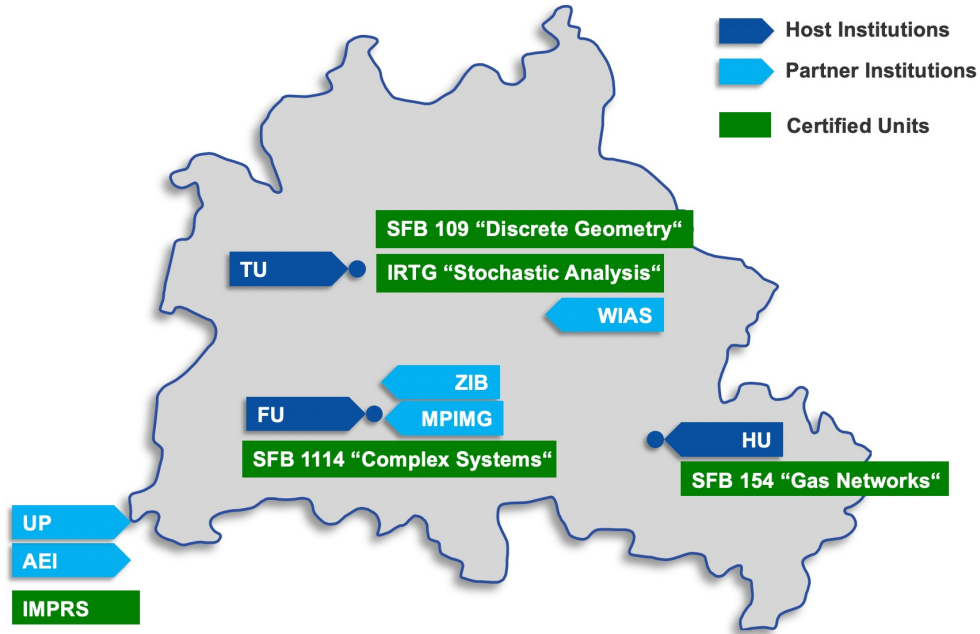 Host Institutions
Partner Institutions
Certified Units
SFB 109 “Discrete Geometry“
TU
IRTG “Stochastic Analysis“
WIAS
ZIB
FU
MPIMG
HU
SFB 1114 “Complex Systems“
SFB 154 “Gas Networks“
UP
AEI
IMPRS